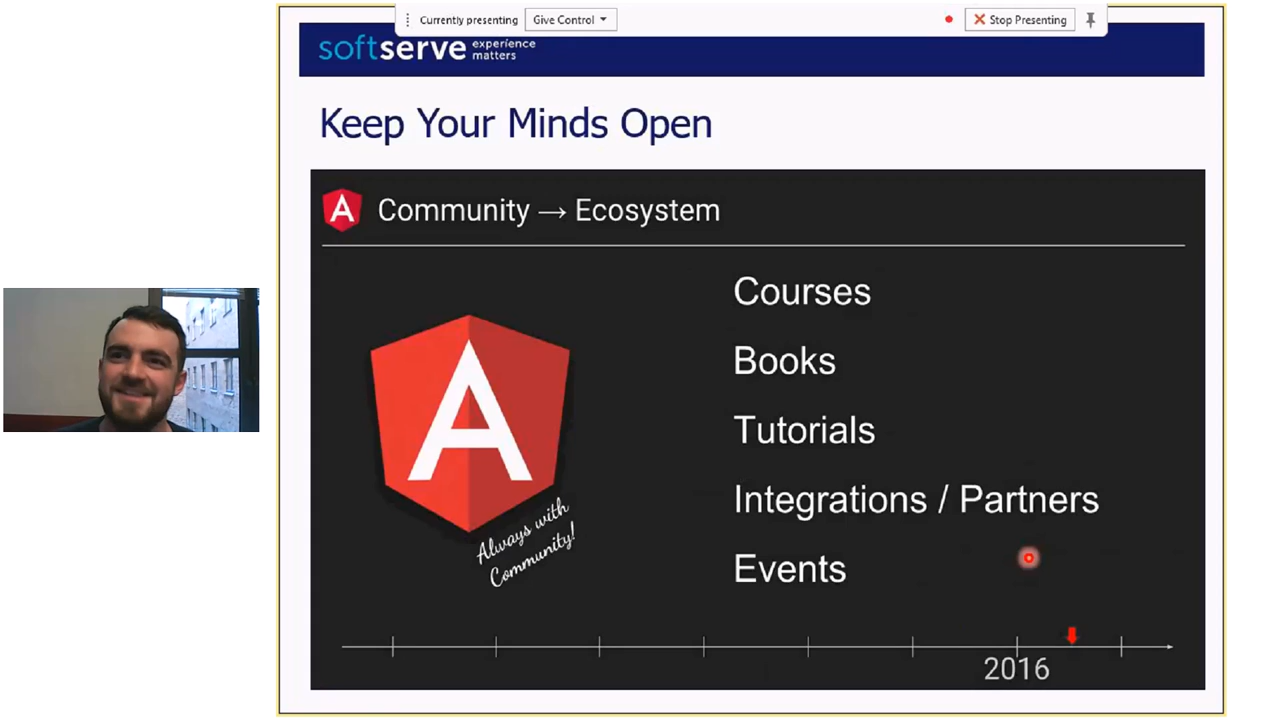 Currently presenting Give Control Stop Presenting
softserve experience matters
Keep Your Minds Open
A Community → Ecosystem
Courses
Books
Tutorials
Integrations / Partners
Events
A
Always with
Community!
2016